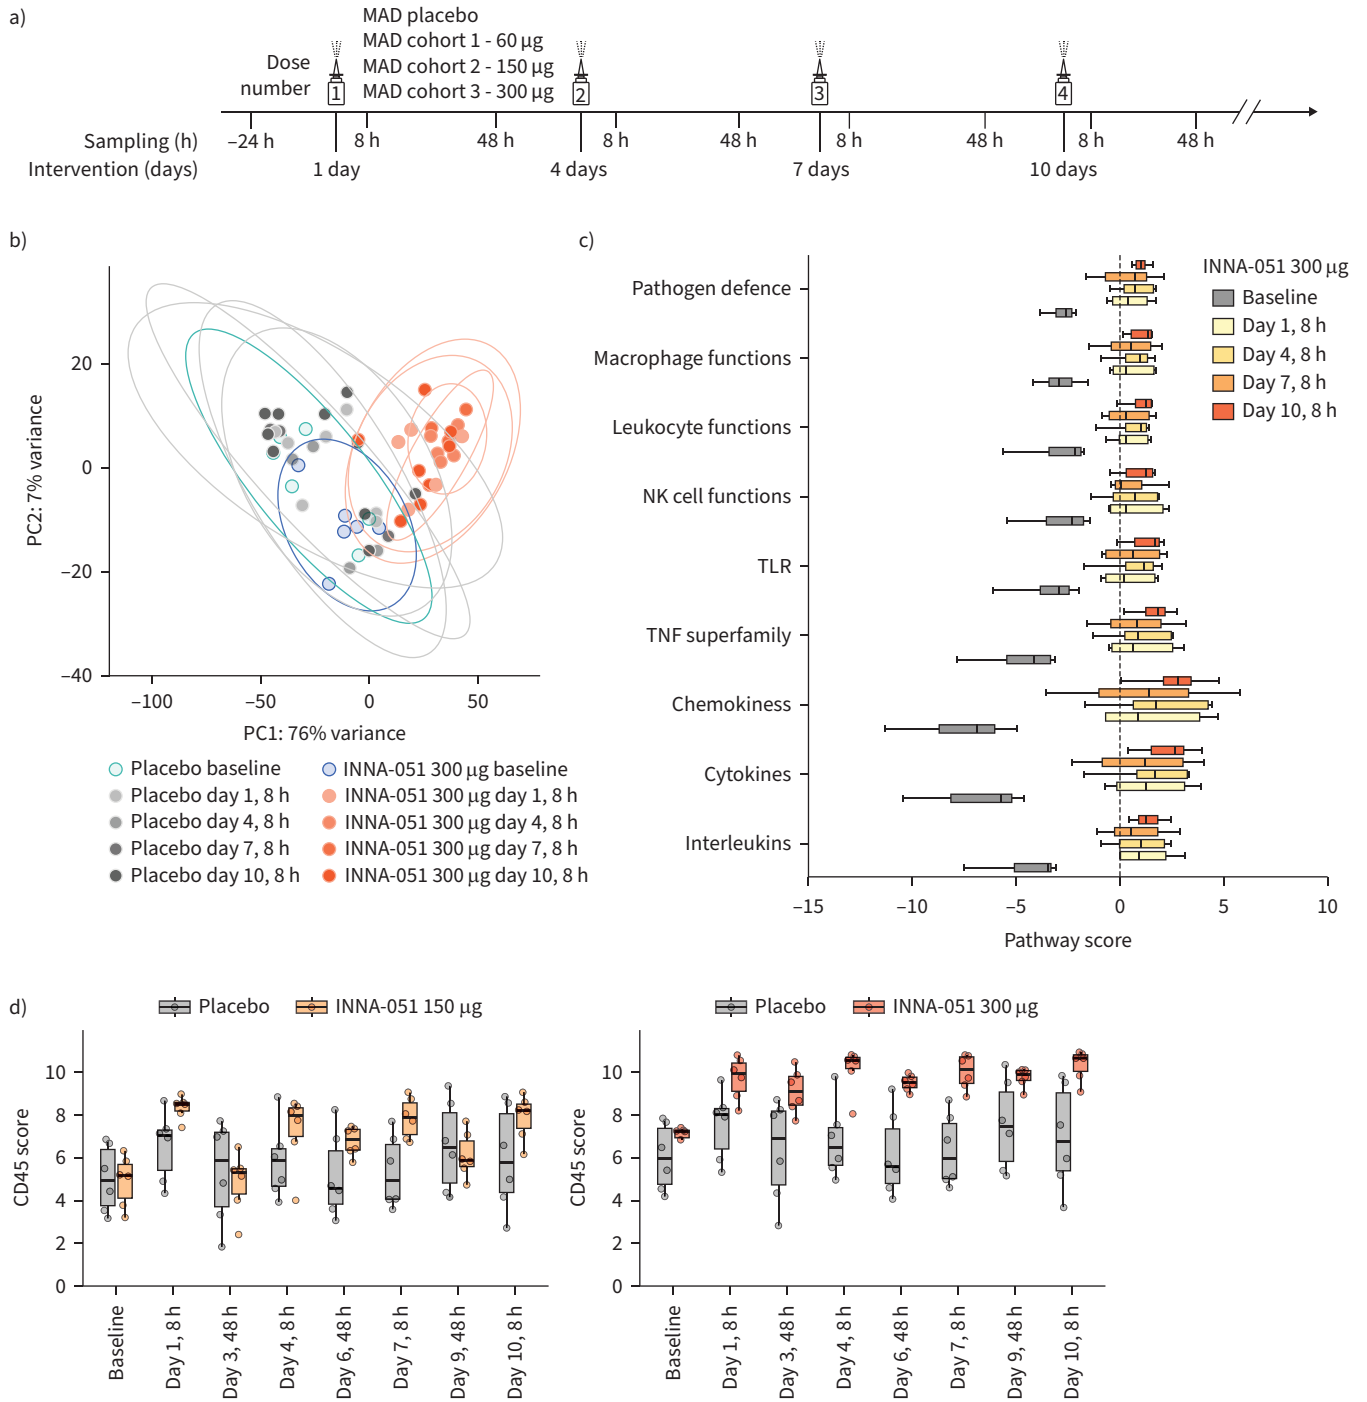 a)
MAD placebo
MAD cohort 1 - 60 µg
MAD cohort 2 - 150 µg
MAD cohort 3 - 300 µg
Dose
number
1
2
3
4
Sampling (h)
–24 h
8 h
48 h
8 h
48 h
8 h
48 h
8 h
48 h
Intervention (days)
1 day
4 days
7 days
10 days
b)
PC2: 7% variance
20
0
–20
–40
–100
–50
0
50
PC1: 76% variance
Placebo baseline
Placebo day 1, 8 h
Placebo day 4, 8 h
Placebo day 7, 8 h
Placebo day 10, 8 h
INNA-051 300 µg baseline
INNA-051 300 µg day 1, 8 h
INNA-051 300 µg day 4, 8 h
INNA-051 300 µg day 7, 8 h
INNA-051 300 µg day 10, 8 h
c)
Pathogen defence
Macrophage functions
Leukocyte functions
NK cell functions
TLR
TNF superfamily
Chemokiness
Cytokines
Interleukins
–15
–10
–5
0
5
10
Pathway score
INNA-051 300 µg
Baseline
Day 1, 8 h
Day 4, 8 h
Day 7, 8 h
Day 10, 8 h
d)
Placebo
INNA-051 150 µg
CD45 score
10
8
6
4
2
0
Baseline
Day 1, 8 h
Day 3, 48 h
Day 4, 8 h
Day 6, 48 h
Day 7, 8 h
Day 9, 48 h
Day 10, 8 h
Placebo
INNA-051 300 µg
CD45 score
10
8
6
4
2
0
Baseline
Day 1, 8 h
Day 3, 48 h
Day 4, 8 h
Day 6, 48 h
Day 7, 8 h
Day 9, 48 h
Day 10, 8 h